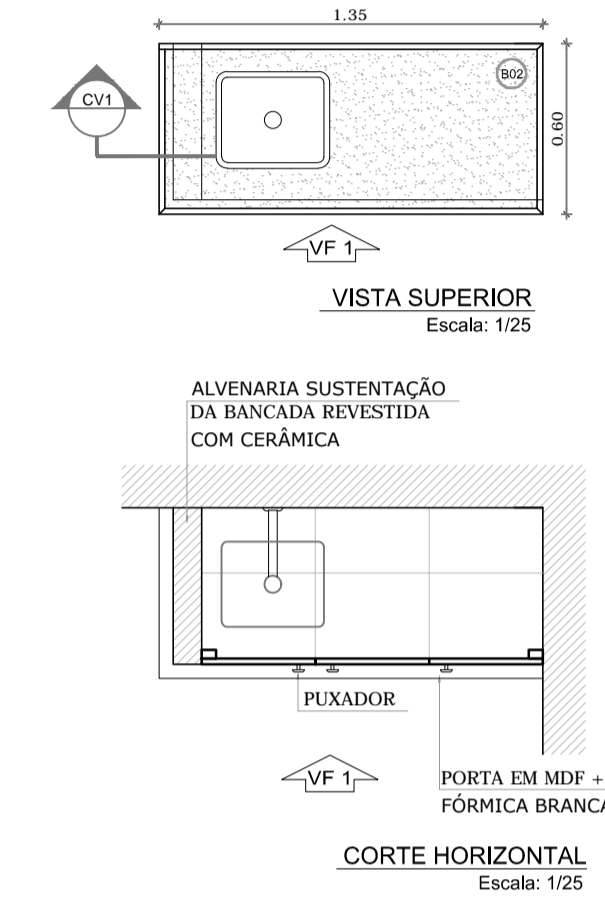 1.35
B02
CV1
0.60
VF 1
VISTA SUPERIOR
Escala: 1/25
ALVENARIA SUSTENTAÇÃO
DA BANCADA REVESTIDA
COM CERÂMICA
PUXADOR
VF 1
PORTA EM MDF +
FÓRMICA BRANCA
CORTE HORIZONTAL
Escala: 1/25